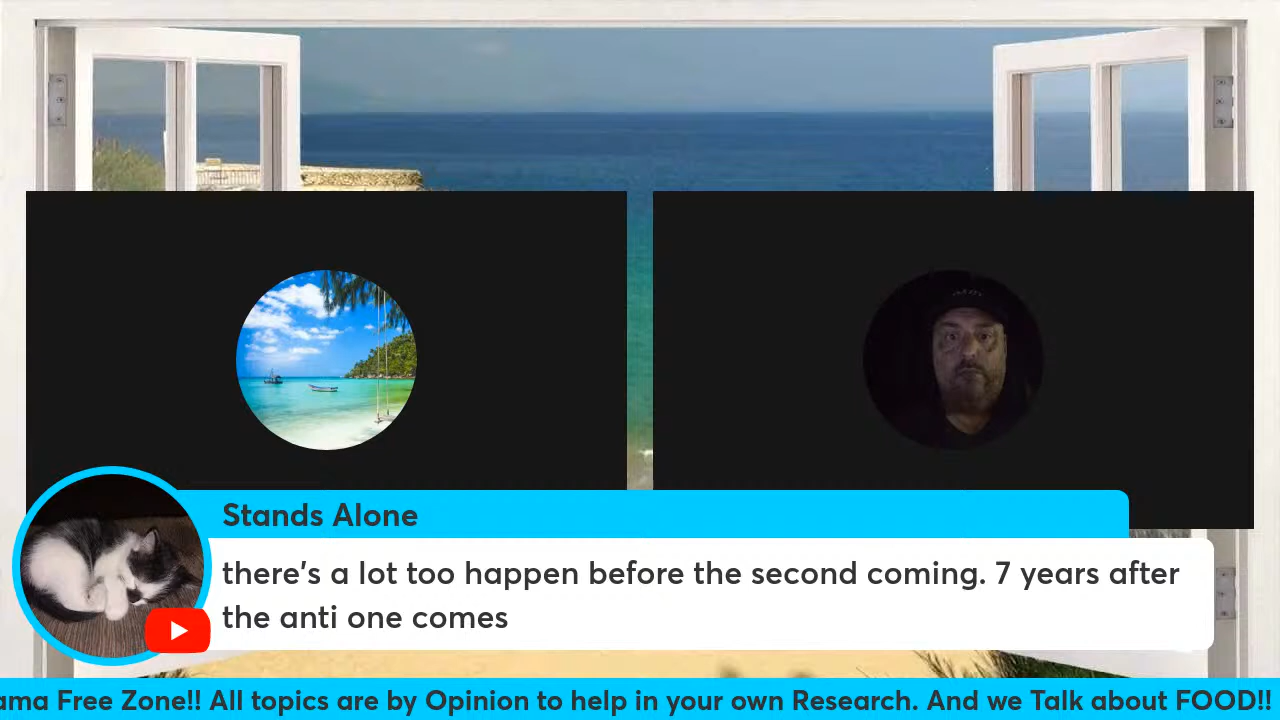 Stands Alone
there's a lot too happen before the second coming. 7 years after
the anti one comes
ama Free Zone!! All topics are by Opinion to help in your own Research. And we Talk about FOOD!!